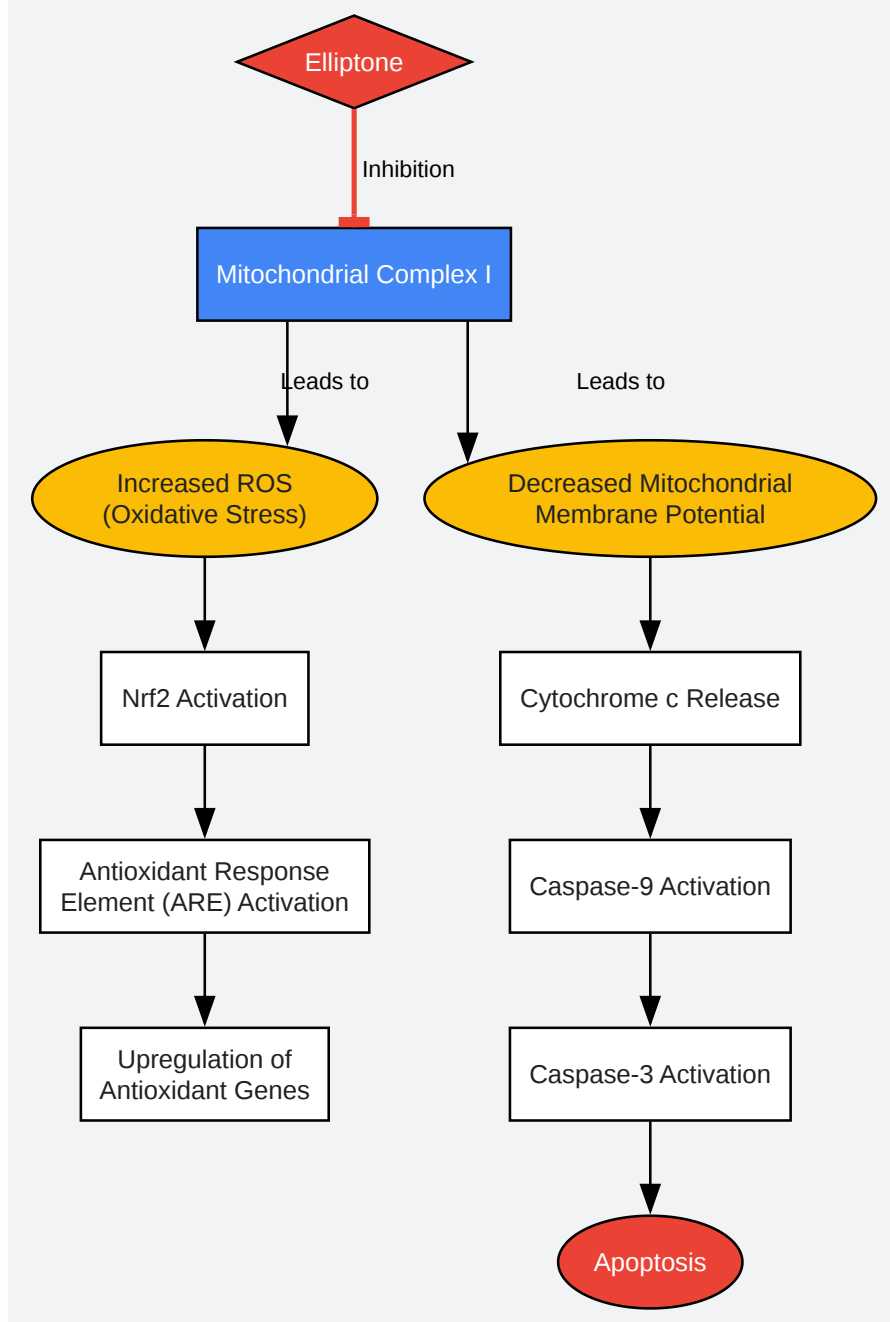 Elliptone
Inhibition
Mitochondrial Complex I
Leads to
Leads to
Increased ROS
(Oxidative Stress)
Decreased Mitochondrial
Membrane Potential
Nrf2 Activation
Cytochrome c Release
Antioxidant Response
Element (ARE) Activation
Caspase-9 Activation
Upregulation of
Antioxidant Genes
Caspase-3 Activation
Apoptosis